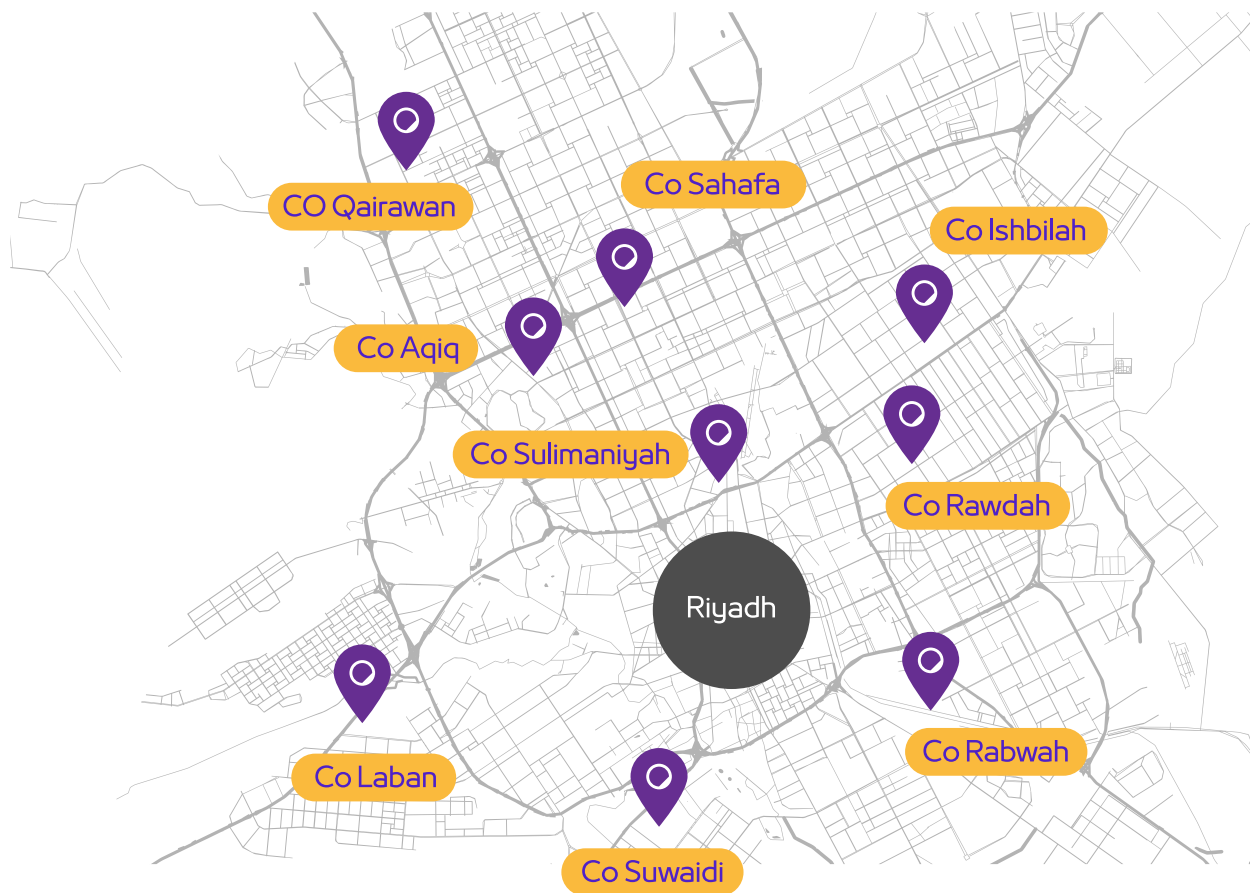 Co Sahafa
CO Qairawan
Co Ishbilah
Co Aqiq
Co Sulimaniyah
Co Rawdah
Riyadh
Co Rabwah
Co Laban
Co Suwaidi